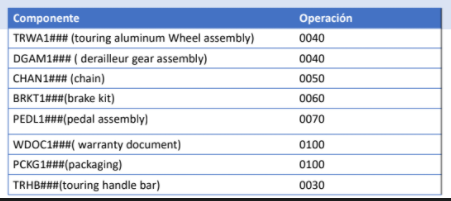 Componente Operación
TRWA1### (touring aluminum Wheel assembly) 0040
DGAM1### ( derailleur gear assembly) 0040
CHAN1### (chain) 0050
BRKT1###(brake kit) 0060
PEDL1###(pedal assembly) 0070
WDOC1###( warranty document) 0100
PCKG1###(packaging) 0100
TRHB###(touring handle bar) 0030